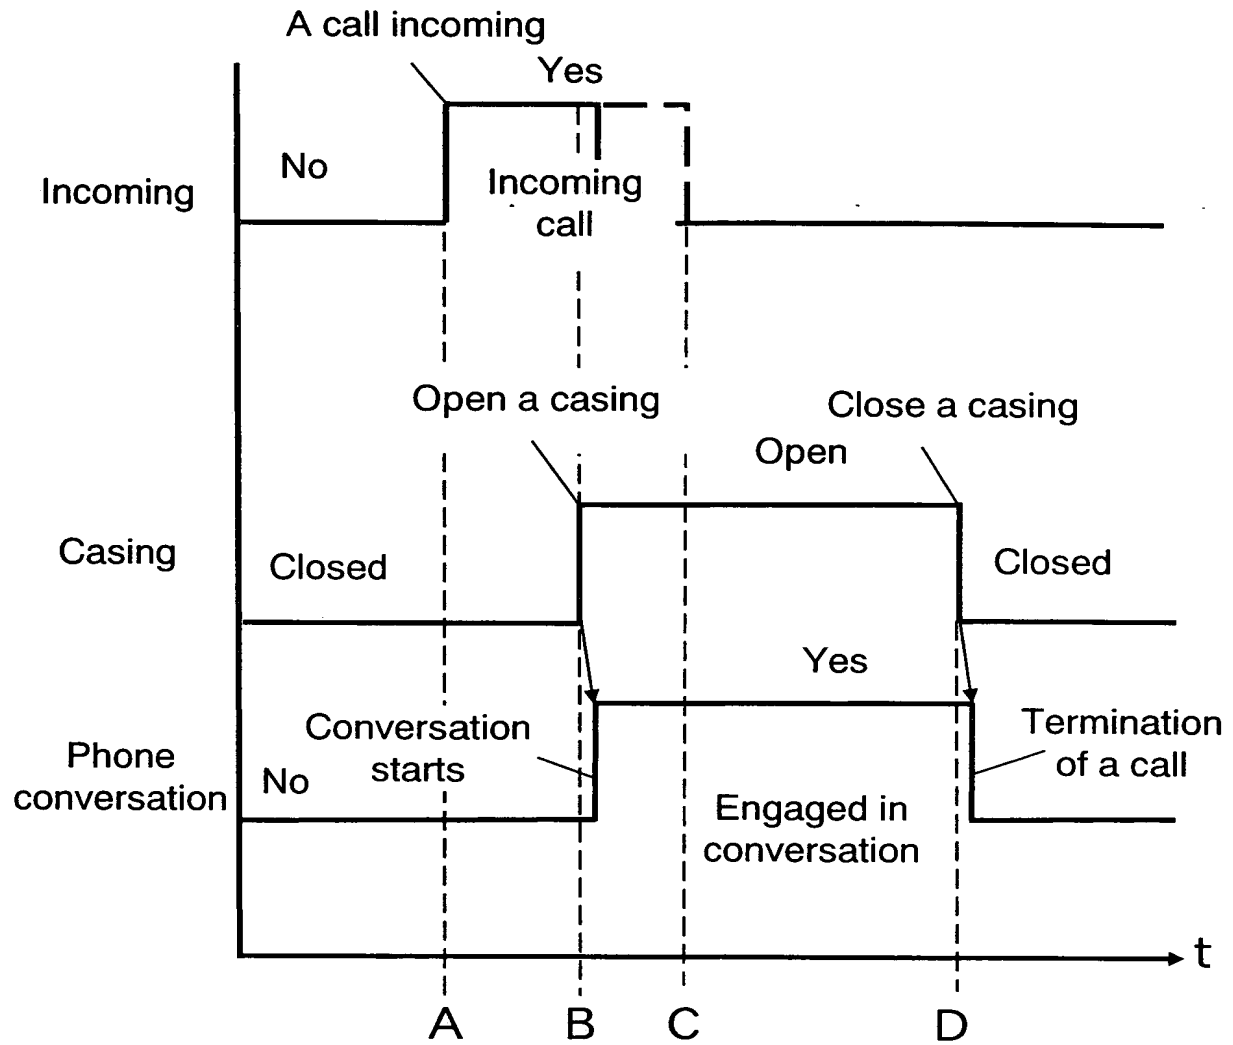 A call incoming
Yes
No
Incoming
Incoming
call
Open a casing
Close a casing
Open
Casing
Closed
Closed
Yes
Conversation
starts
Termination
of a call
Phone
conversation
No
Engaged in
conversation
t
A B C D